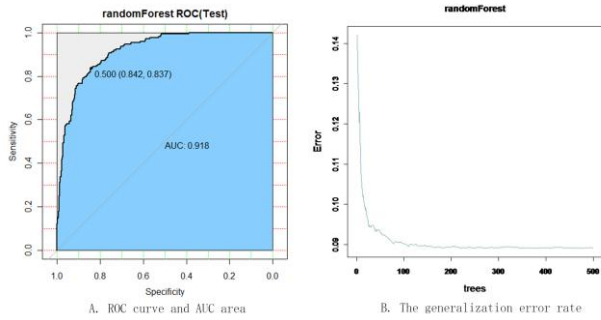 randomForest ROC(Test)
Sensitivity
1.0
0.8
0.6
0.4
0.2
0.0
0.500 (0.842, 0.837)
AUC: 0.918
1.0 0.8 0.6 0.4 0.2 0.0
Specificity
A. ROC curve and AUC area
randomForest
Error
0.14
0.13
0.12
0.11
0.10
0.09
0 100 200 300 400 500
trees
B. The generalization error rate